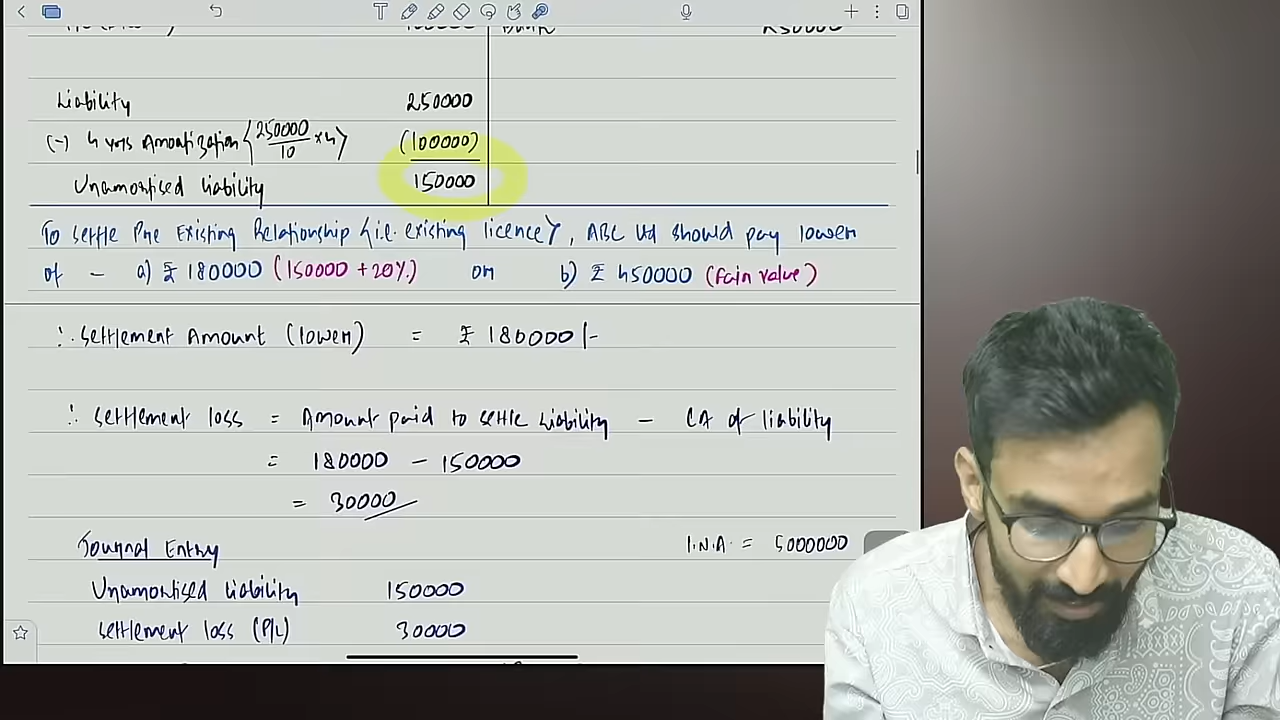 Liability 250000
(-) 4 yrs Amortization {250000/10 × 4} (100000)
Unamortised liability 150000
To settle Pre Existing Relationship {i.e. existing licence}, ABC Ltd should pay lower
of - a) ₹ 180000 (150000 + 20%) or b) ₹ 450000 (Fair value)
∴ Settlement Amount (lower) = ₹ 180000/-
∴ Settlement loss = Amount paid to settle liability - CA of liability
= 180000 - 150000
= 30000
Journal Entry I.N.A. = 5000000
Unamortised liability 150000
Settlement loss (P/L) 30000